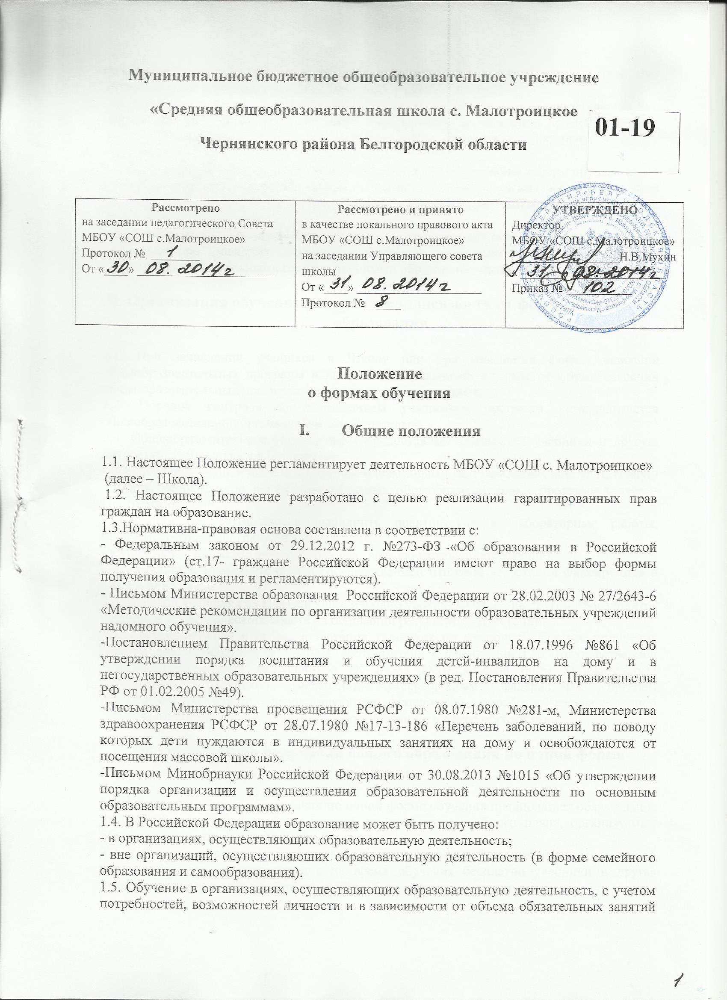 Муниципальное бюджетное общеобразовательное учреждение
«Средняя общеобразовательная школа с. Малотроицкое
Чернянского района Белгородской области
01-19
Рассмотрено
на заседании педагогического Совета
МБОУ «СОШ с.Малотроицкое»
Протокол № 1
От «30» 08. 2014г
Рассмотрено и принято
в качестве локального правового акта
МБОУ «СОШ с.Малотроицкое»
на заседании Управляющего совета
школы
От «31» 08. 2014г
Протокол № 8
УТВЕРЖДЕНО
Директор
МБОУ «СОШ с.Малотроицкое»
Н.В.Мухин
31 08. 2014г
Приказ № 102
Положение
о формах обучения
I. Общие положения
1.1. Настоящее Положение регламентирует деятельность МБОУ «СОШ с. Малотроицкое»
(далее – Школа).
1.2. Настоящее Положение разработано с целью реализации гарантированных прав
граждан на образование.
1.3.Нормативна-правовая основа составлена в соответствии с:
- Федеральным законом от 29.12.2012 г. №273-ФЗ «Об образовании в Российской
Федерации» (ст.17- граждане Российской Федерации имеют право на выбор формы
получения образования и регламентируются).
- Письмом Министерства образования Российской Федерации от 28.02.2003 № 27/2643-6
«Методические рекомендации по организации деятельности образовательных учреждений
надомного обучения».
-Постановлением Правительства Российской Федерации от 18.07.1996 №861 «Об
утверждении порядка воспитания и обучения детей-инвалидов на дому и в
негосударственных образовательных учреждениях» (в ред. Постановления Правительства
РФ от 01.02.2005 №49).
-Письмом Министерства просвещения РСФСР от 08.07.1980 №281-м, Министерства
здравоохранения РСФСР от 28.07.1980 №17-13-186 «Перечень заболеваний, по поводу
которых дети нуждаются в индивидуальных занятиях на дому и освобождаются от
посещения массовой школы».
-Письмом Минобрнауки Российской Федерации от 30.08.2013 №1015 «Об утверждении
порядка организации и осуществления образовательной деятельности по основным
образовательным программам».
1.4. В Российской Федерации образование может быть получено:
- в организациях, осуществляющих образовательную деятельность;
- вне организаций, осуществляющих образовательную деятельность (в форме семейного
образования и самообразования).
1.5. Обучение в организациях, осуществляющих образовательную деятельность, с учетом
потребностей, возможностей личности и в зависимости от объема обязательных занятий
1